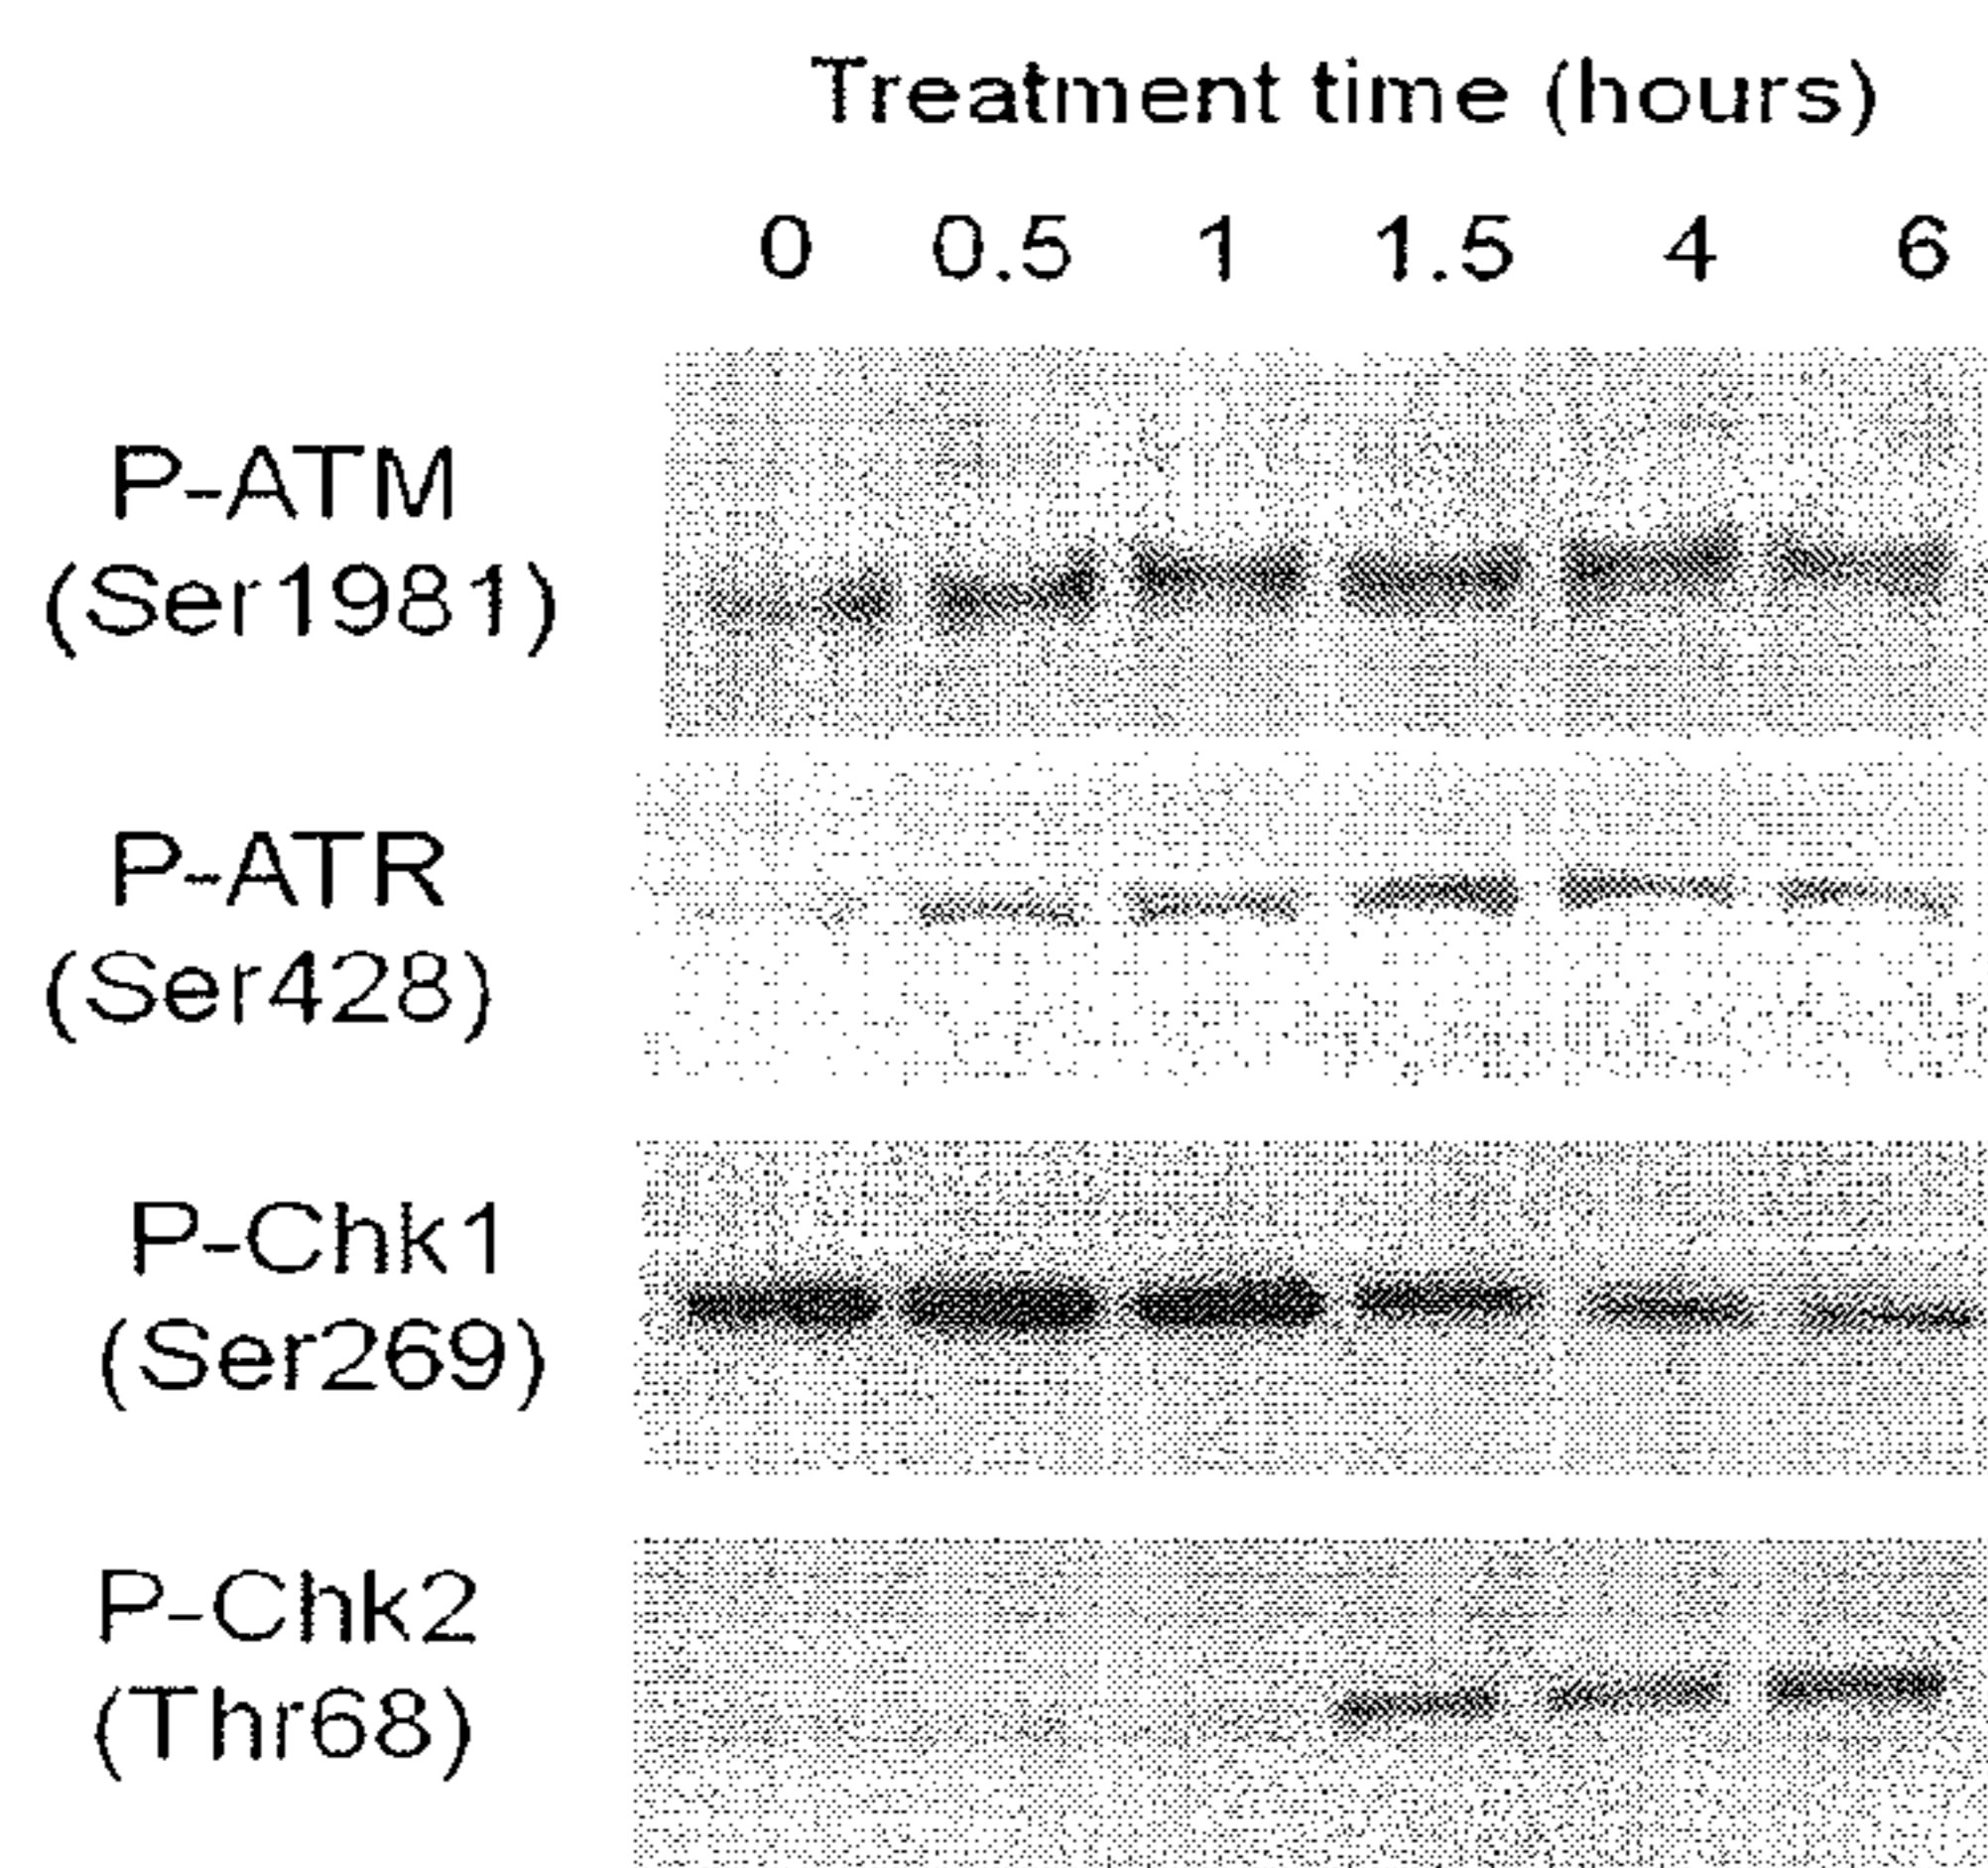 Treatment time (hours)
0 0.5 1 1.5 4 6
P-ATM
(Ser1981)
P-ATR
(Ser428)
P-Chk1
(Ser269)
P-Chk2
(Thr68)